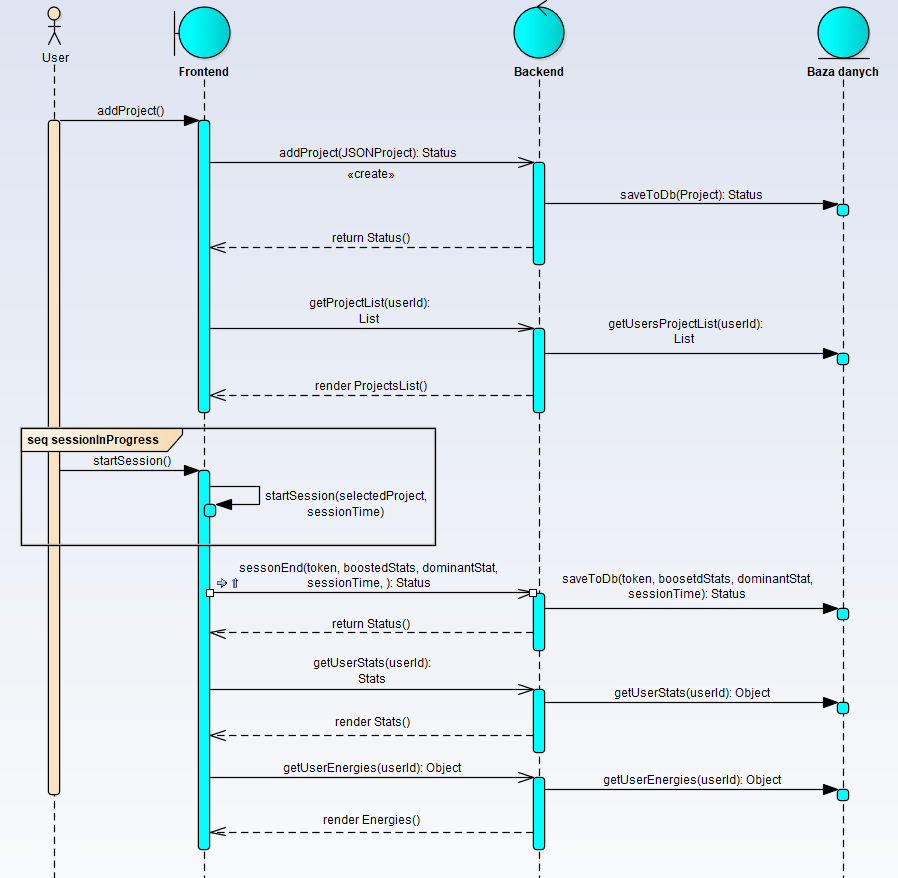 User
Frontend
Backend
Baza danych
addProject()
addProject(JSONProject): Status
«create»
saveToDb(Project): Status
return Status()
getProjectList(userId):
List
getUsersProjectList(userId):
List
render ProjectsList()
seq sessionInProgress
startSession()
startSession(selectedProject,
sessionTime)
sessonEnd(token, boostedStats, dominantStat,
sessionTime, ): Status
saveToDb(token, boosetdStats, dominantStat,
sessionTime): Status
return Status()
getUserStats(userId):
Stats
getUserStats(userId): Object
render Stats()
getUserEnergies(userId): Object
getUserEnergies(userId): Object
render Energies()